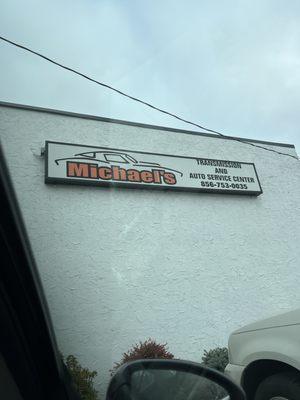 Michael's
TRANSMISSION
AND
AUTO SERVICE CENTER
856-753-0035